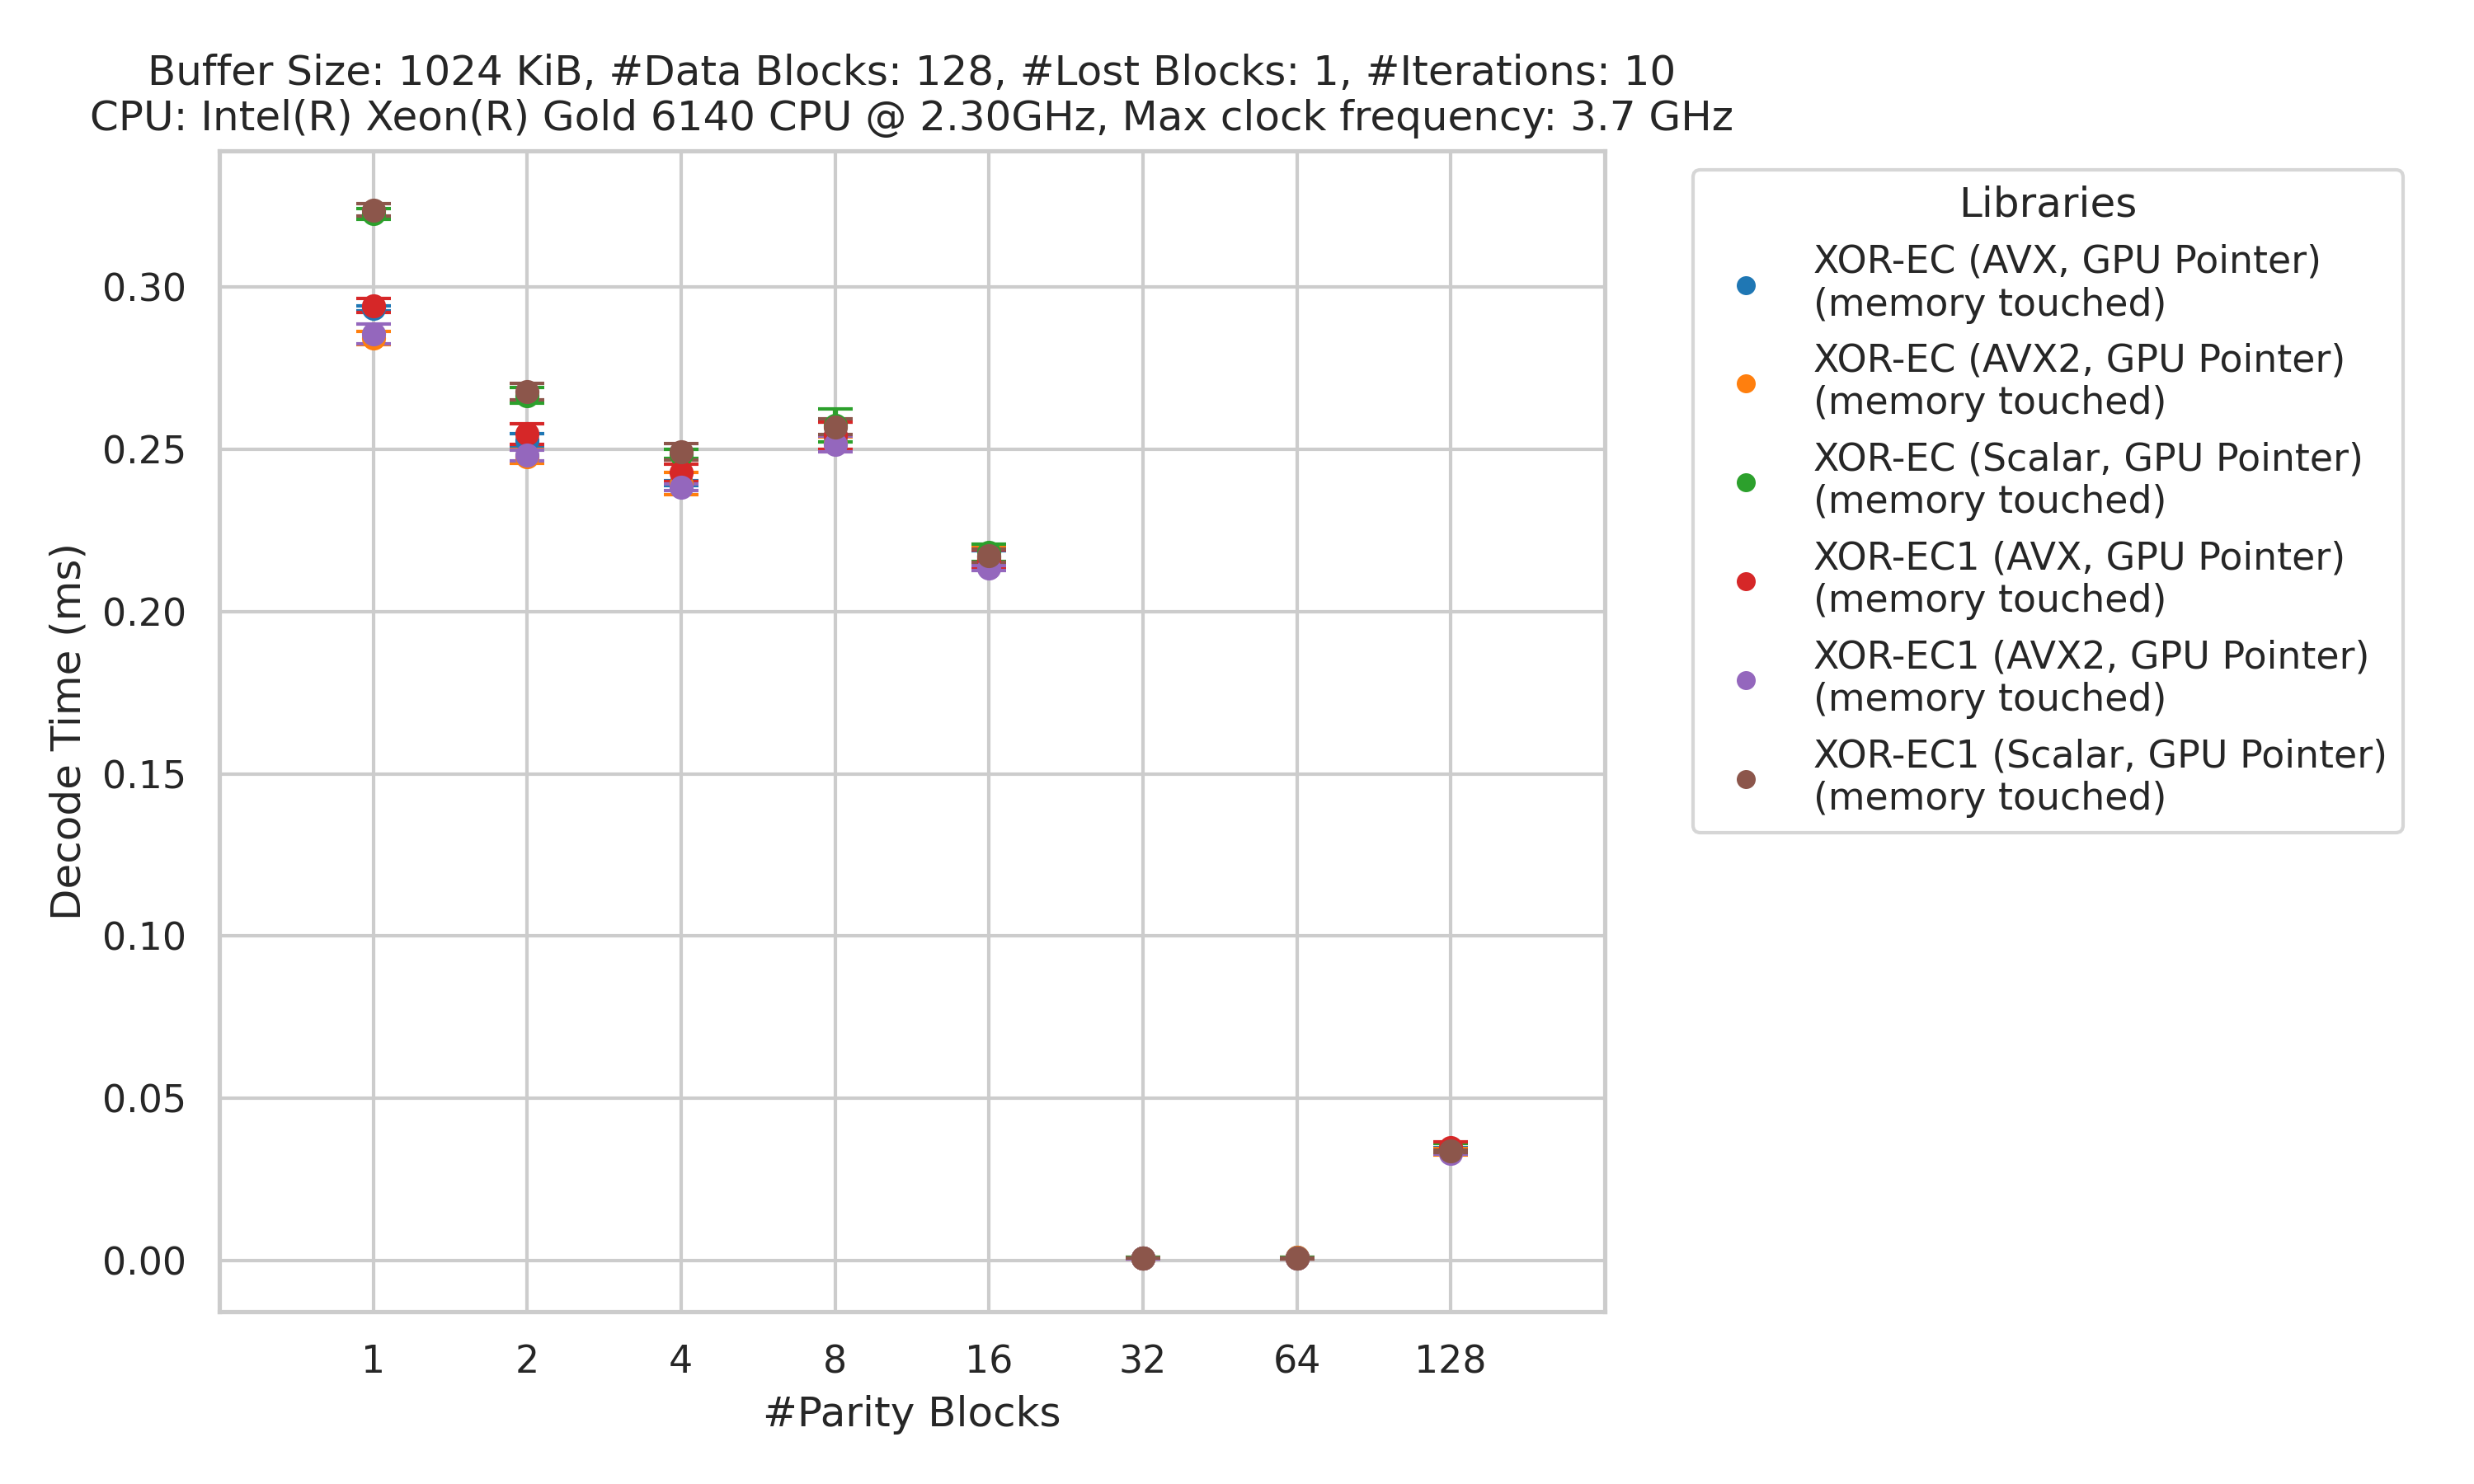 Buffer Size: 1024 KiB, #Data Blocks: 128, #Lost Blocks: 1, #Iterations: 10
CPU: Intel(R) Xeon(R) Gold 6140 CPU @ 2.30GHz, Max clock frequency: 3.7 GHz
Decode Time (ms)
0.30
0.25
0.20
0.15
0.10
0.05
0.00
1 2 4 8 16 32 64 128
#Parity Blocks
Libraries
XOR-EC (AVX, GPU Pointer)
(memory touched)
XOR-EC (AVX2, GPU Pointer)
(memory touched)
XOR-EC (Scalar, GPU Pointer)
(memory touched)
XOR-EC1 (AVX, GPU Pointer)
(memory touched)
XOR-EC1 (AVX2, GPU Pointer)
(memory touched)
XOR-EC1 (Scalar, GPU Pointer)
(memory touched)